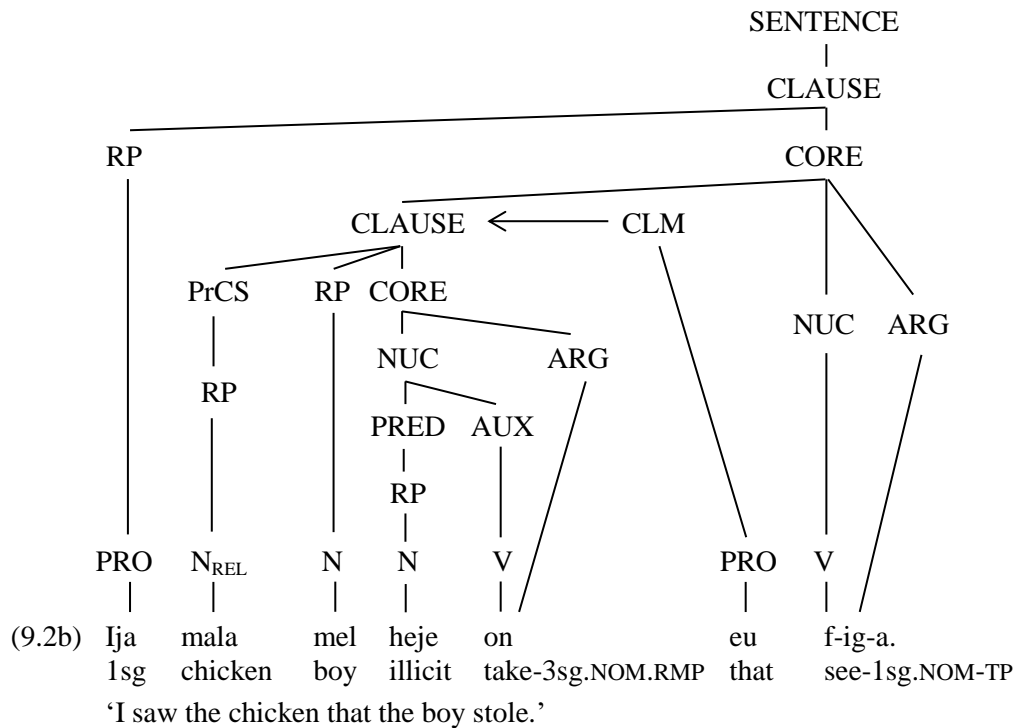 SENTENCE
CLAUSE
RP CORE
CLAUSE CLM
PrCS RP CORE
NUC ARG
NUC ARG
RP
PRED AUX
RP
PRO N_REL N N V PRO V
(9.2b) Ija mala mel heje on eu f-ig-a.
1sg chicken boy illicit take-3sg.NOM.RMP that see-1sg.NOM-TP
‘I saw the chicken that the boy stole.’